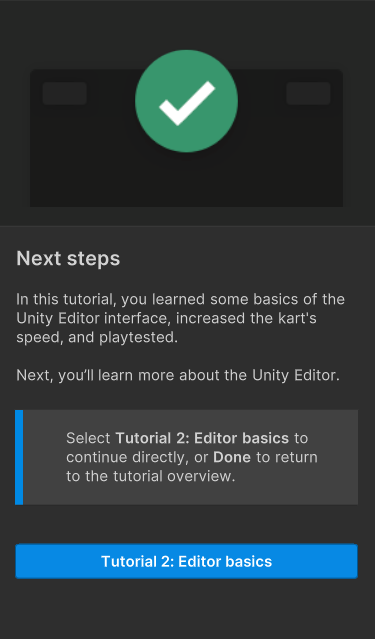 Next steps
In this tutorial, you learned some basics of the
Unity Editor interface, increased the kart's
speed, and playtested.
Next, you’ll learn more about the Unity Editor.
Select Tutorial 2: Editor basics to
continue directly, or Done to return
to the tutorial overview.
Tutorial 2: Editor basics